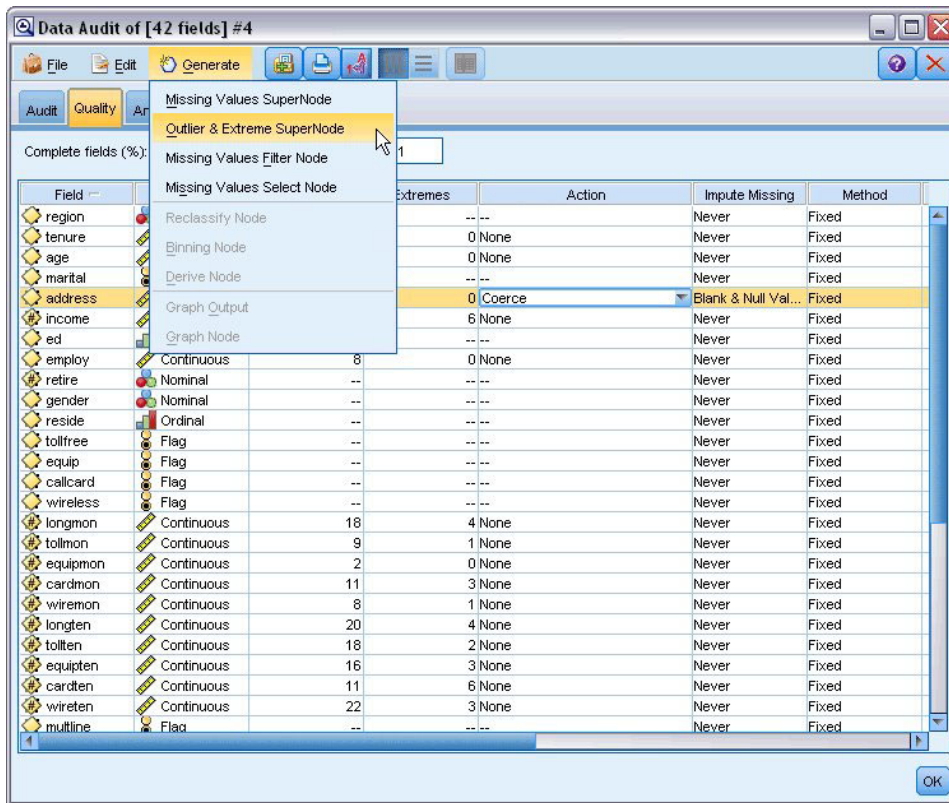 Data Audit of [42 fields] #4
File Edit Generate
Audit Quality An
Missing Values SuperNode
Outlier & Extreme SuperNode
Missing Values Filter Node
Missing Values Select Node
Reclassify Node
Binning Node
Derive Node
Graph Output
Graph Node
Complete fields (%): 1
Field Extremes Action Impute Missing Method
region -- -- Never Fixed
tenure 0 None Never Fixed
age 0 None Never Fixed
marital -- -- Never Fixed
address 0 Coerce Blank & Null Val... Fixed
income 6 None Never Fixed
ed -- -- Never Fixed
employ Continuous 8 0 None Never Fixed
retire Nominal -- -- -- Never Fixed
gender Nominal -- -- -- Never Fixed
reside Ordinal -- -- -- Never Fixed
tollfree Flag -- -- -- Never Fixed
equip Flag -- -- -- Never Fixed
callcard Flag -- -- -- Never Fixed
wireless Flag -- -- -- Never Fixed
longmon Continuous 18 4 None Never Fixed
tollmon Continuous 9 1 None Never Fixed
equipmon Continuous 2 0 None Never Fixed
cardmon Continuous 11 3 None Never Fixed
wiremon Continuous 8 1 None Never Fixed
longten Continuous 20 4 None Never Fixed
tollten Continuous 18 2 None Never Fixed
equipten Continuous 16 3 None Never Fixed
cardten Continuous 11 6 None Never Fixed
wireten Continuous 22 3 None Never Fixed
multline Flag -- -- -- Never Fixed
OK